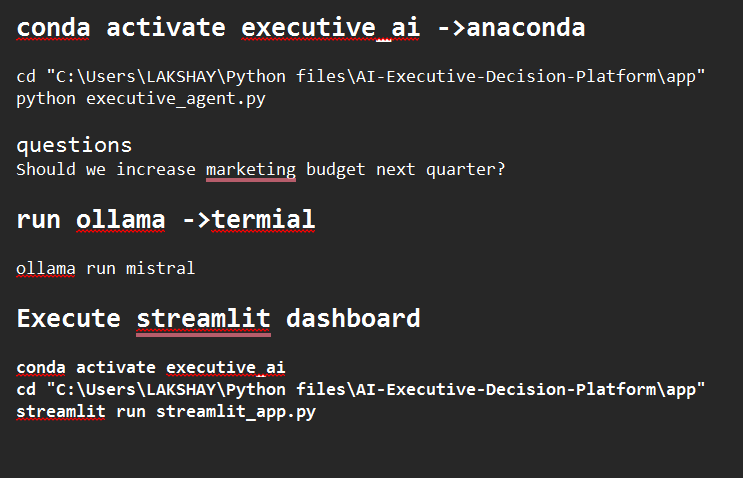 conda activate executive_ai ->anaconda
cd "C:\Users\LAKSHAY\Python files\AI-Executive-Decision-Platform\app"
python executive_agent.py
questions
Should we increase marketing budget next quarter?
run ollama ->termial
ollama run mistral
Execute streamlit dashboard
conda activate executive_ai
cd "C:\Users\LAKSHAY\Python files\AI-Executive-Decision-Platform\app"
streamlit run streamlit_app.py